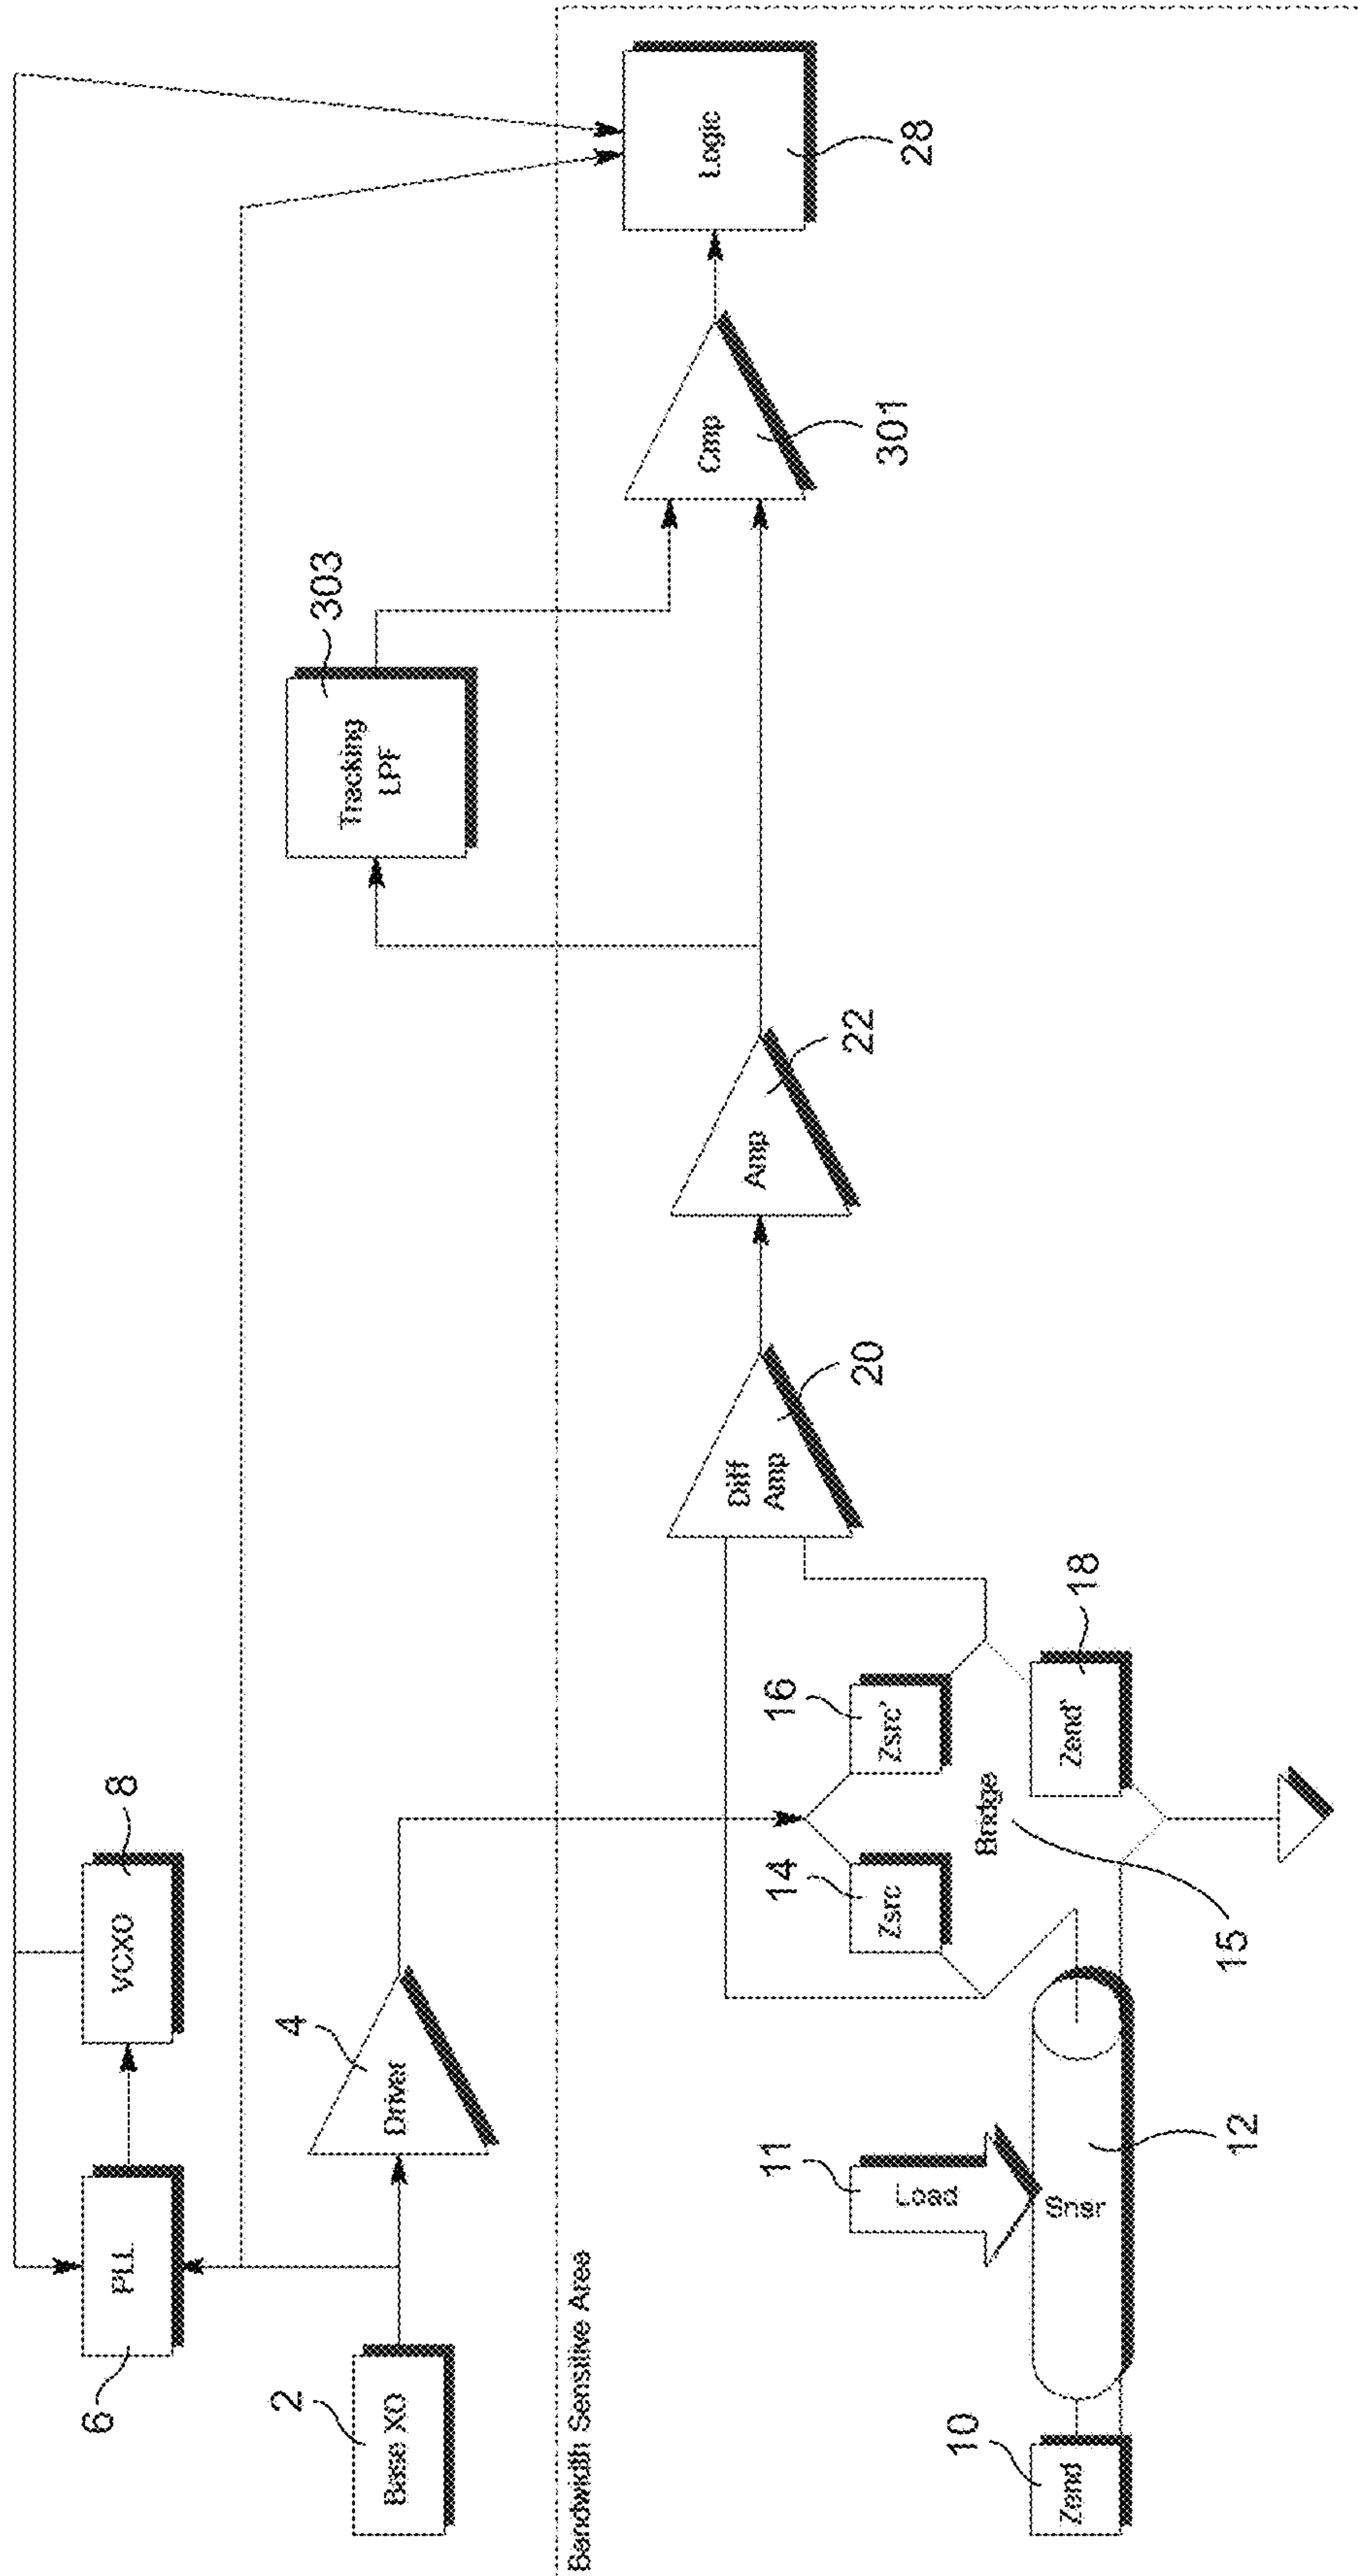 6
PLL
VCXO
8
2
Base XO
4
Driver
Tracking
LPF
303
Bandwidth Sensitive Area
Diff
Amp
20
Amp
22
Cmp
301
Logic
28
11
Load
14
Zsrc
16
Zsrc'
Bridge
15
10
Zend
Snsr
12
Zend'
18